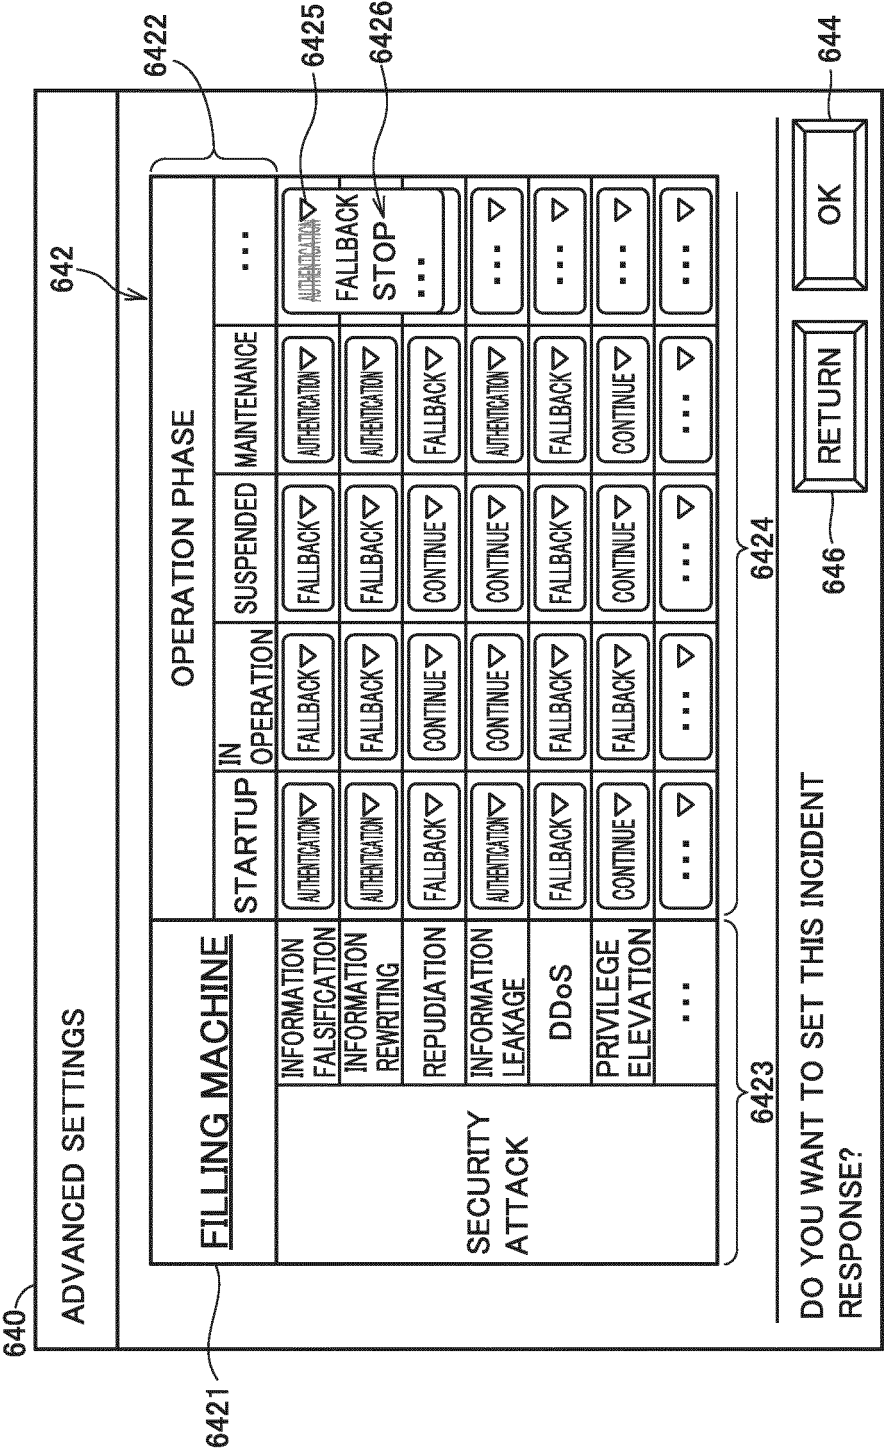 640
ADVANCED SETTINGS
642
6422
6421
FILLING MACHINE
OPERATION PHASE
STARTUP
IN
OPERATION
SUSPENDED
MAINTENANCE
...
SECURITY
ATTACK
INFORMATION
FALSIFICATION
AUTHENTICATION▽
FALLBACK▽
FALLBACK▽
AUTHENTICATION▽
AUTHENTICATION▽
6425
INFORMATION
REWRITING
AUTHENTICATION▽
FALLBACK▽
FALLBACK▽
AUTHENTICATION▽
FALLBACK
STOP
...
6426
REPUDIATION
FALLBACK▽
CONTINUE▽
CONTINUE▽
FALLBACK▽
INFORMATION
LEAKAGE
AUTHENTICATION▽
CONTINUE▽
CONTINUE▽
AUTHENTICATION▽
... ▽
DDoS
FALLBACK▽
FALLBACK▽
FALLBACK▽
FALLBACK▽
... ▽
PRIVILEGE
ELEVATION
CONTINUE▽
FALLBACK▽
CONTINUE▽
CONTINUE▽
... ▽
...
... ▽
... ▽
... ▽
... ▽
... ▽
6423
6424
DO YOU WANT TO SET THIS INCIDENT
RESPONSE?
RETURN
OK
646
644